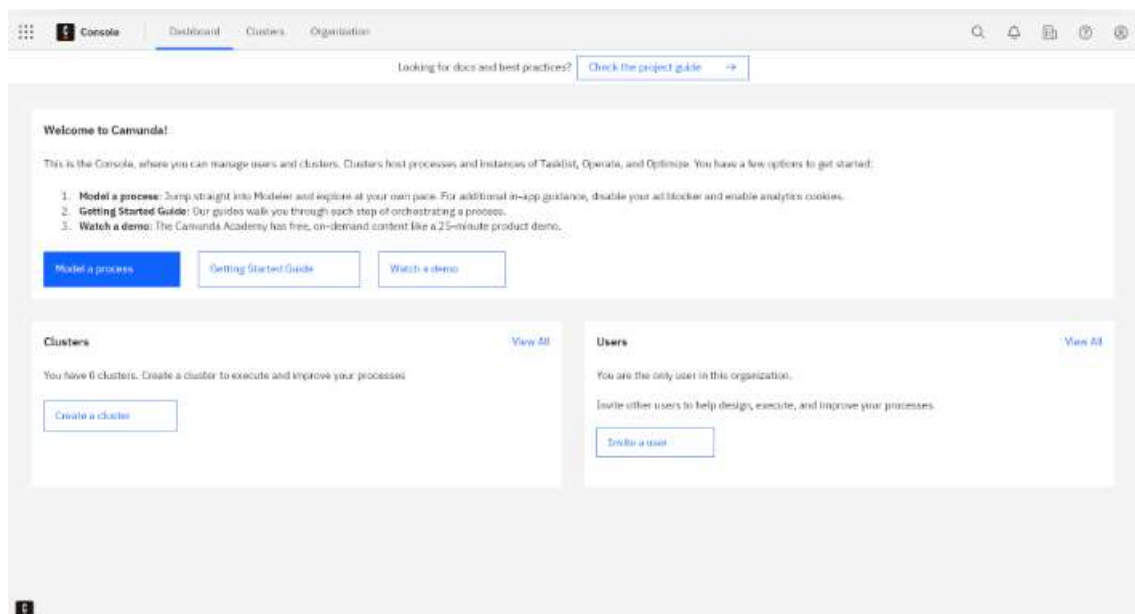 Console Dashboard Clusters Organization
Looking for docs and best practices? Check the project guide →
Welcome to Camunda!
This is the Console, where you can manage users and clusters. Clusters host processes and instances of Tasklist, Operate, and Optimize. You have a few options to get started:
1. Model a process: Jump straight into Modeler and explore at your own pace. For additional in-app guidance, disable your ad blocker and enable analytics cookies.
2. Getting Started Guide: Our guides walk you through each step of orchestrating a process.
3. Watch a demo: The Camunda Academy has free, on-demand content like a 25-minute product demo.
Model a process Getting Started Guide Watch a demo
Clusters View All
You have 0 clusters. Create a cluster to execute and improve your processes
Create a cluster
Users View All
You are the only user in this organization.
Invite other users to help design, execute, and improve your processes.
Invite a user